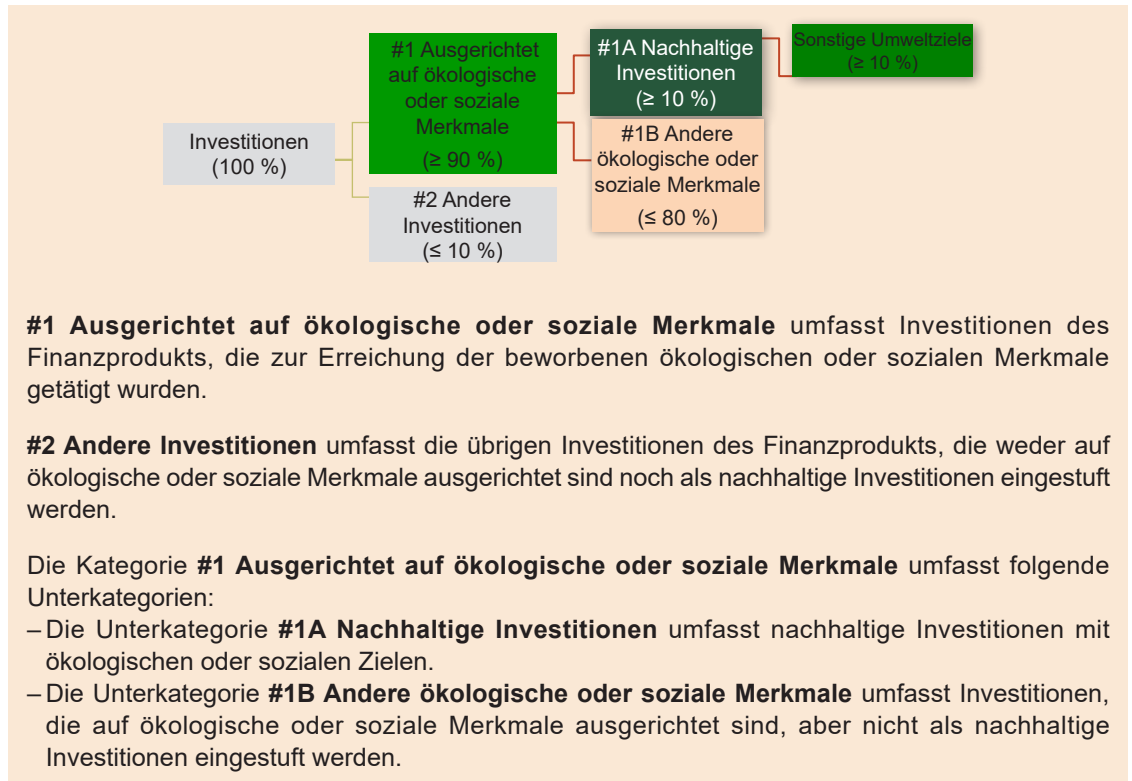 Investitionen
(100 %)
#1 Ausgerichtet
auf ökologische
oder soziale
Merkmale
(≥ 90 %)
#2 Andere
Investitionen
(≤ 10 %)
#1A Nachhaltige
Investitionen
(≥ 10 %)
#1B Andere
ökologische oder
soziale Merkmale
(≤ 80 %)
Sonstige Umweltziele
(≥ 10 %)
#1 Ausgerichtet auf ökologische oder soziale Merkmale umfasst Investitionen des
Finanzprodukts, die zur Erreichung der beworbenen ökologischen oder sozialen Merkmale
getätigt wurden.
#2 Andere Investitionen umfasst die übrigen Investitionen des Finanzprodukts, die weder auf
ökologische oder soziale Merkmale ausgerichtet sind noch als nachhaltige Investitionen eingestuft
werden.
Die Kategorie #1 Ausgerichtet auf ökologische oder soziale Merkmale umfasst folgende
Unterkategorien:
– Die Unterkategorie #1A Nachhaltige Investitionen umfasst nachhaltige Investitionen mit
ökologischen oder sozialen Zielen.
– Die Unterkategorie #1B Andere ökologische oder soziale Merkmale umfasst Investitionen,
die auf ökologische oder soziale Merkmale ausgerichtet sind, aber nicht als nachhaltige
Investitionen eingestuft werden.